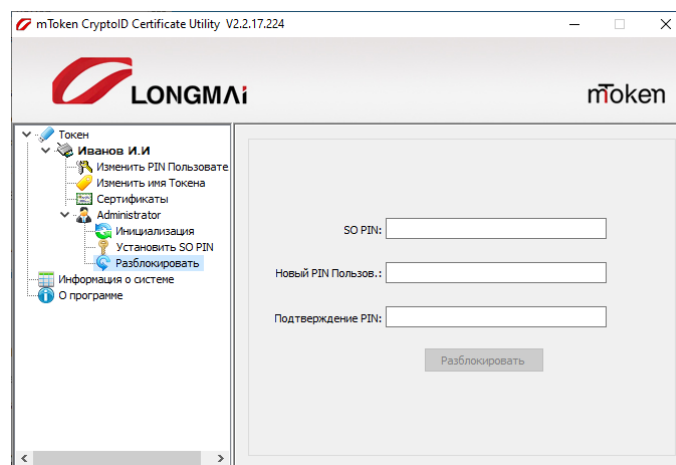 mToken CryptoID Certificate Utility V2.2.17.224
LONGMAi
mToken
Токен
Иванов И.И
Изменить PIN Пользовате
Изменить имя Токена
Сертификаты
Administrator
Инициализация
Установить SO PIN
Разблокировать
Информация о системе
О программе
SO PIN:
Новый PIN Пользов.:
Подтверждение PIN:
Разблокировать